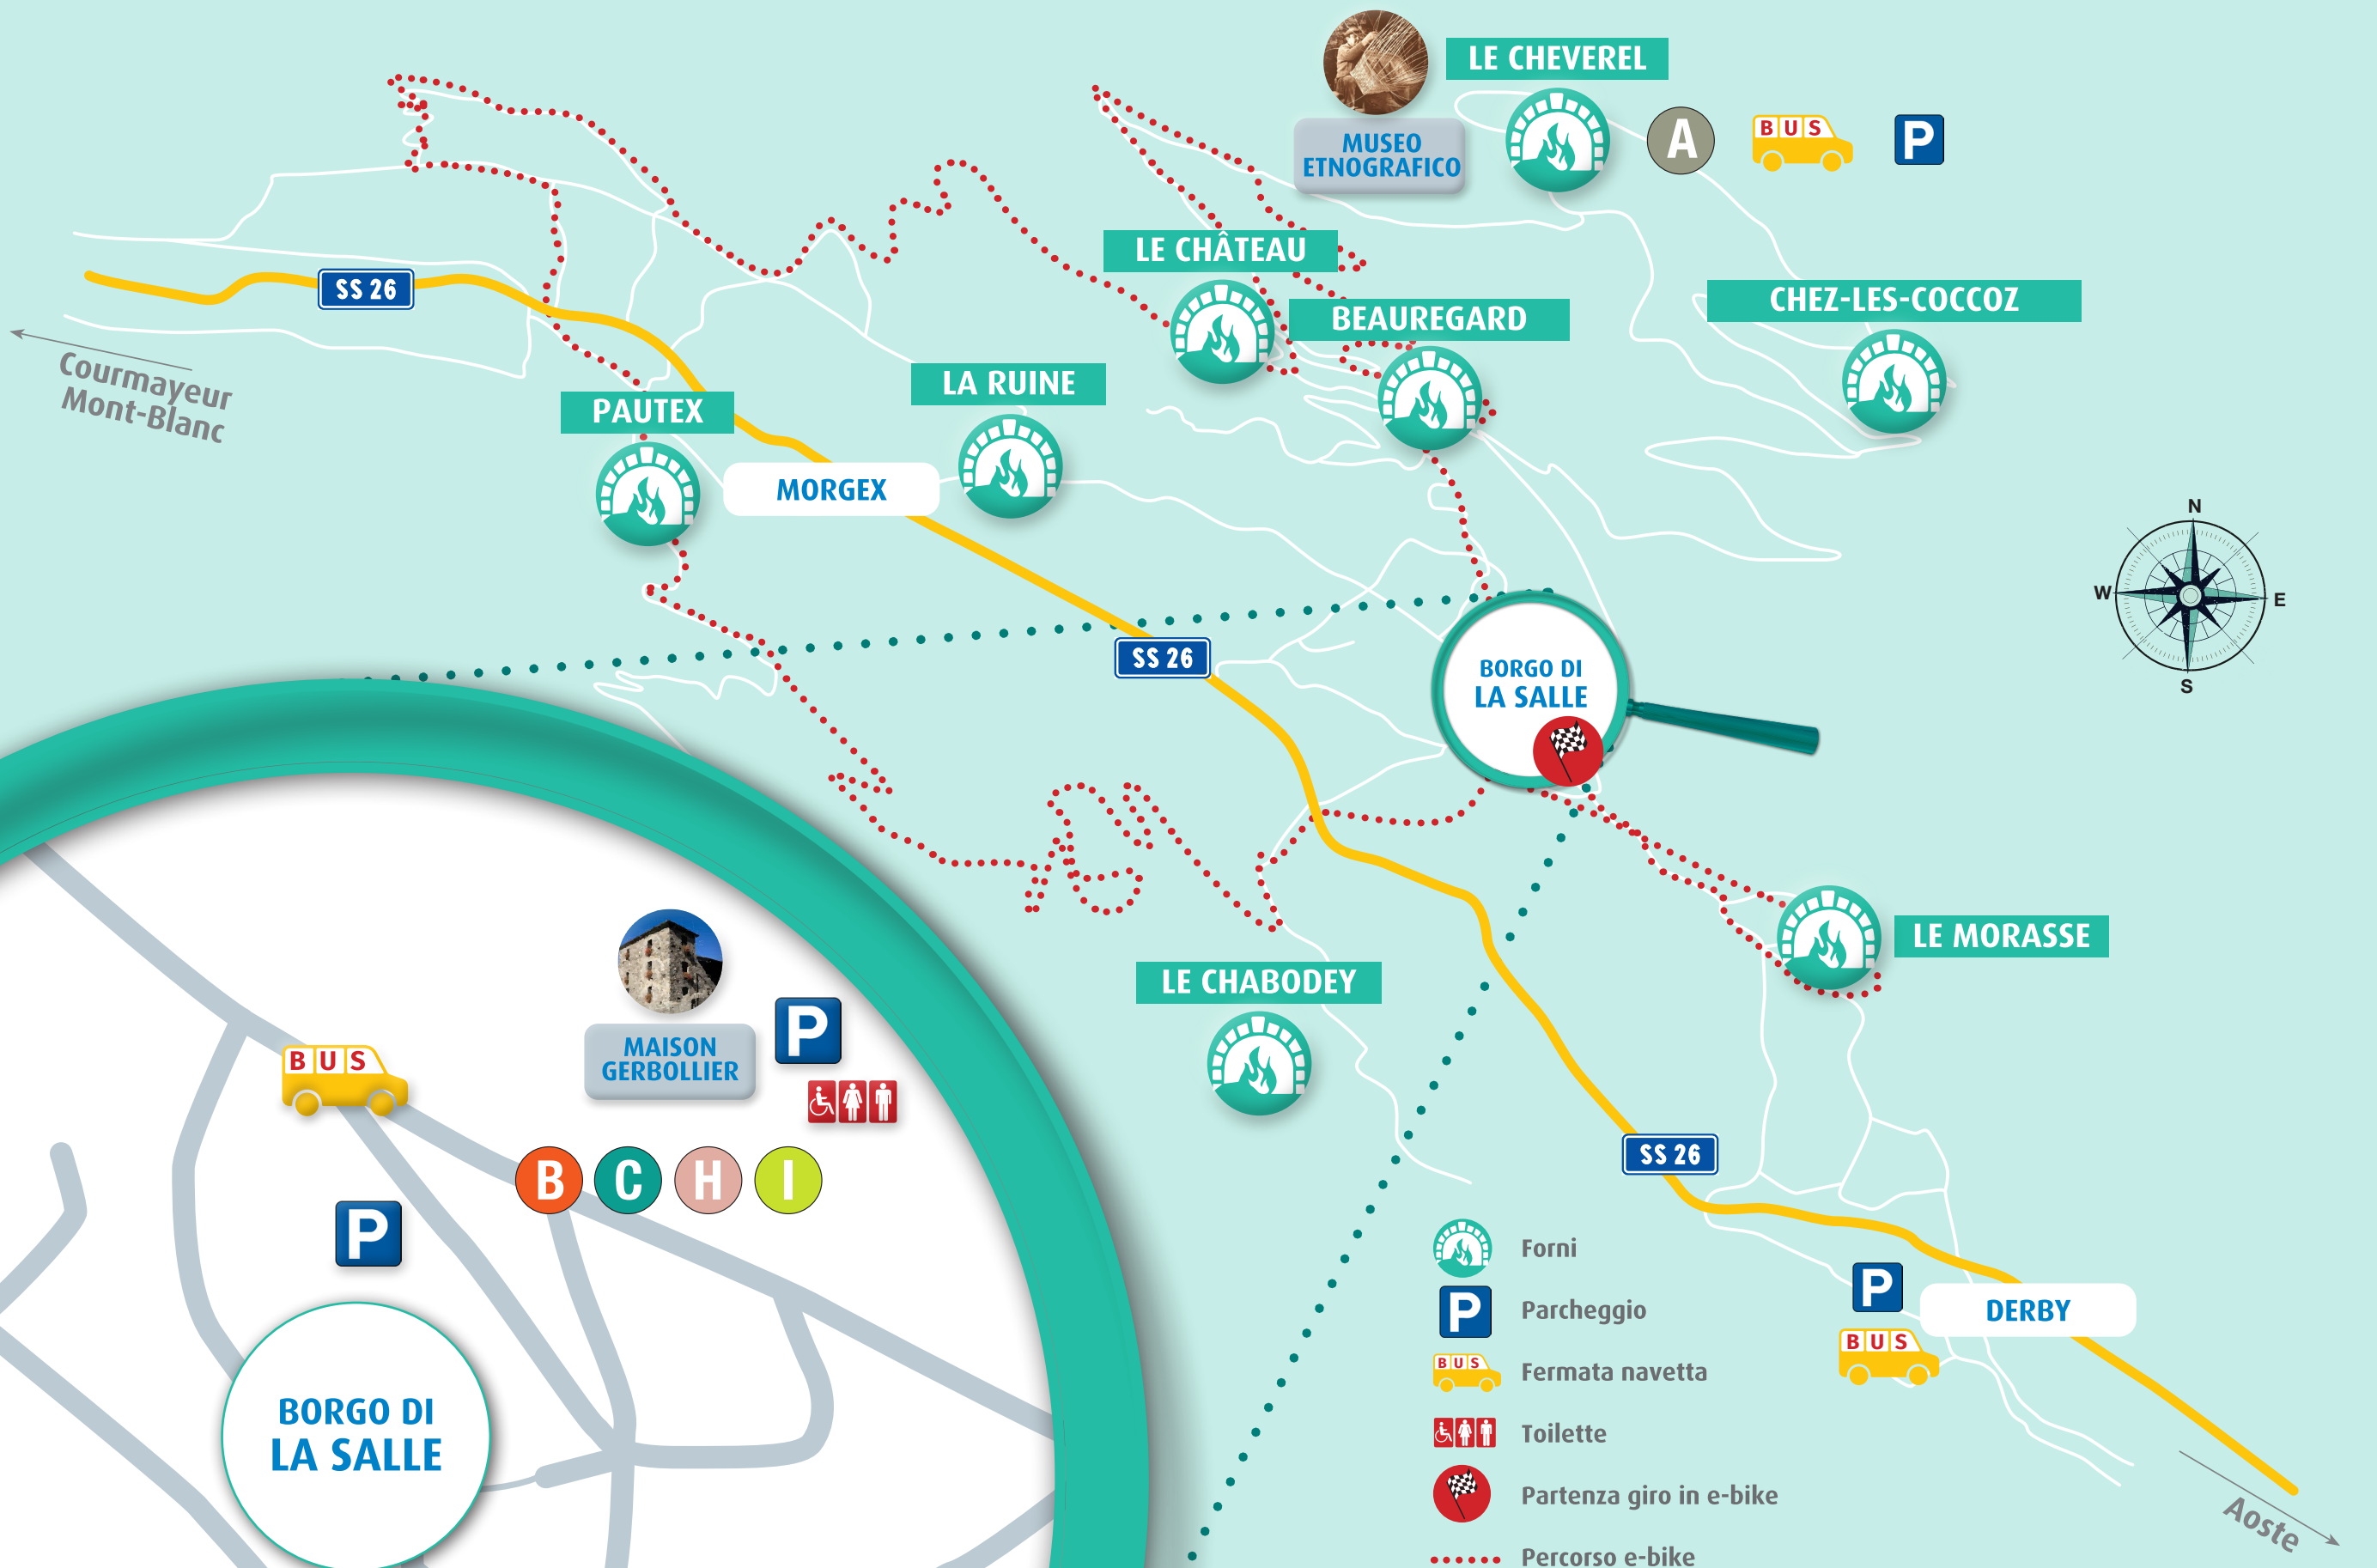 LE CHEVEREL
MUSEO
ETNOGRAFICO
A
BUS
P
LE CHÂTEAU
BEAUREGARD
CHEZ-LES-COCCOZ
SS 26
Courmayeur
Mont-Blanc
PAUTEX
LA RUINE
MORGEX
N
W
E
S
SS 26
BORGO DI
LA SALLE
LE MORASSE
LE CHABODEY
SS 26
P
DERBY
BUS
Aoste
MAISON
GERBOLLIER
P
BUS
B
C
H
I
P
BORGO DI
LA SALLE
Forni
P
Parcheggio
BUS
Fermata navetta
Toilette
Partenza giro in e-bike
Percorso e-bike